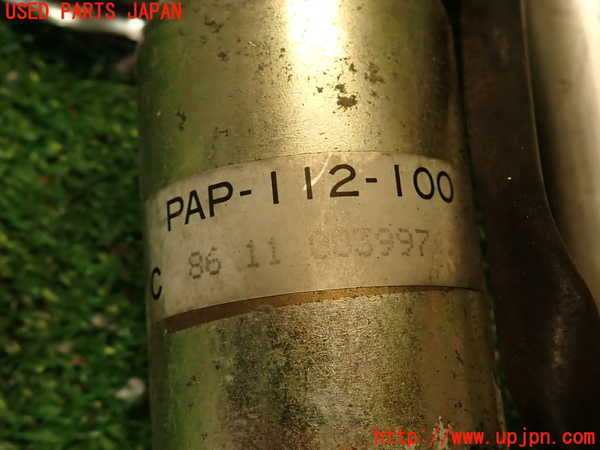 USED PARTS JAPAN
PAP-112-100
C 86 11 003997
http://www.upjpn.com/